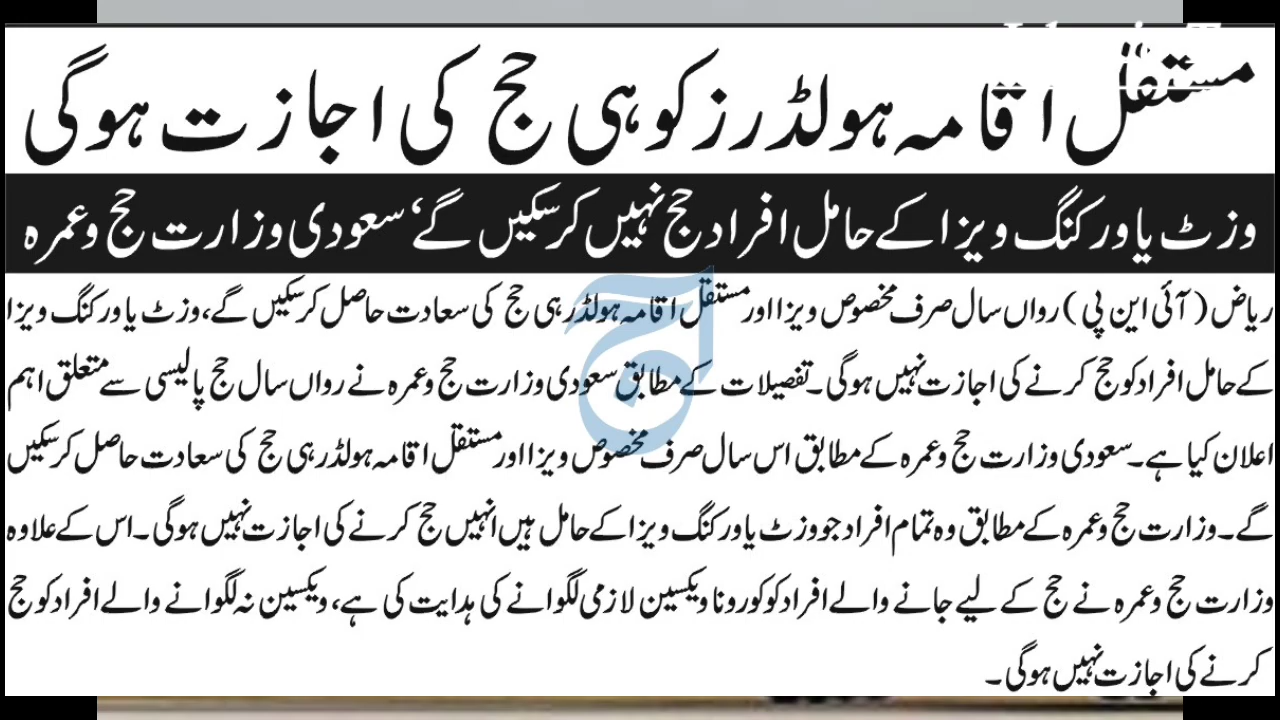 مستقل اقامہ ہولڈرز کو ہی حج کی اجازت ہوگی
وزٹ یا ورکنگ ویزا کے حامل افراد حج نہیں کرسکیں گے‘ سعودی وزارت حج و عمرہ
ریاض (آئی این پی) رواں سال صرف مخصوص ویزا اور مستقل اقامہ ہولڈر ہی حج کی سعادت حاصل کرسکیں گے، وزٹ یا ورکنگ ویزا
کے حامل افراد کو حج کرنے کی اجازت نہیں ہوگی۔ تفصیلات کے مطابق سعودی وزارت حج و عمرہ نے رواں سال حج پالیسی سے متعلق اہم
اعلان کیا ہے۔ سعودی وزارت حج و عمرہ کے مطابق اس سال صرف مخصوص ویزا اور مستقل اقامہ ہولڈر ہی حج کی سعادت حاصل کرسکیں
گے۔ وزارت حج و عمرہ کے مطابق وہ تمام افراد جو وزٹ یا ورکنگ ویزا کے حامل ہیں انہیں حج کرنے کی اجازت نہیں ہوگی۔ اس کے علاوہ
وزارت حج و عمرہ نے حج کے لیے جانے والے افراد کو کورونا ویکسین لازمی لگوانے کی ہدایت کی ہے، ویکسین نہ لگوانے والے افراد کو حج
کرنے کی اجازت نہیں ہوگی۔
آج